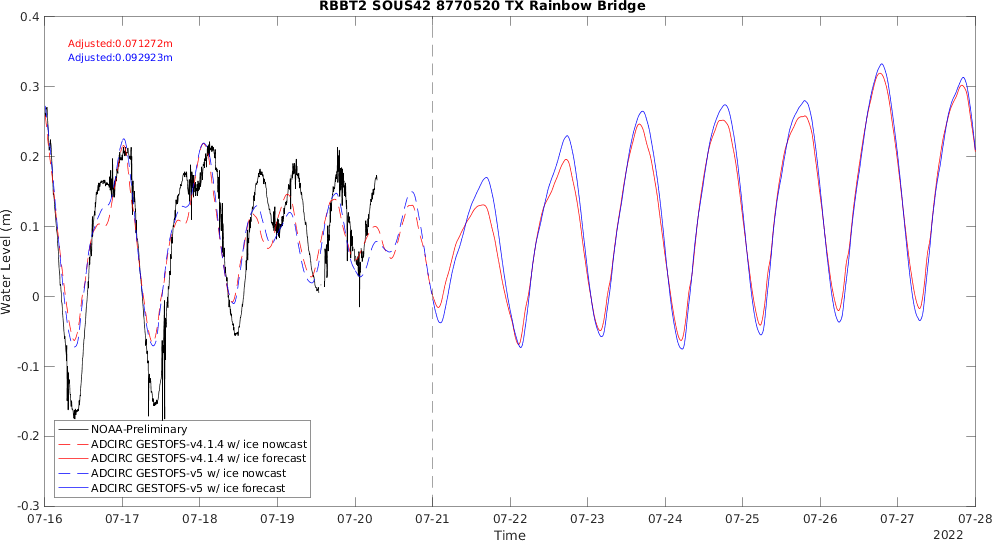 RBBT2 SOUS42 8770520 TX Rainbow Bridge
Adjusted:0.071272m
Adjusted:0.092923m
0.4
0.3
0.2
0.1
0
-0.1
-0.2
-0.3
Water Level (m)
NOAA-Preliminary
ADCIRC GESTOFS-v4.1.4 w/ ice nowcast
ADCIRC GESTOFS-v4.1.4 w/ ice forecast
ADCIRC GESTOFS-v5 w/ ice nowcast
ADCIRC GESTOFS-v5 w/ ice forecast
07-16 07-17 07-18 07-19 07-20 07-21 07-22 07-23 07-24 07-25 07-26 07-27 07-28
Time
2022